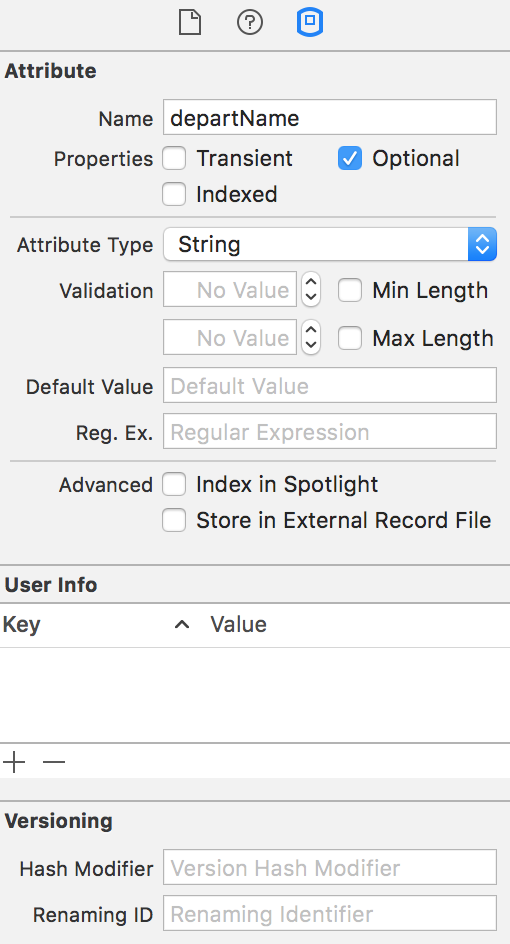 ?
Attribute
Name departName
Properties Transient Optional
Indexed
Attribute Type String
Validation No Value Min Length
No Value Max Length
Default Value Default Value
Reg. Ex. Regular Expression
Advanced Index in Spotlight
Store in External Record File
User Info
Key Value
Versioning
Hash Modifier Version Hash Modifier
Renaming ID Renaming Identifier